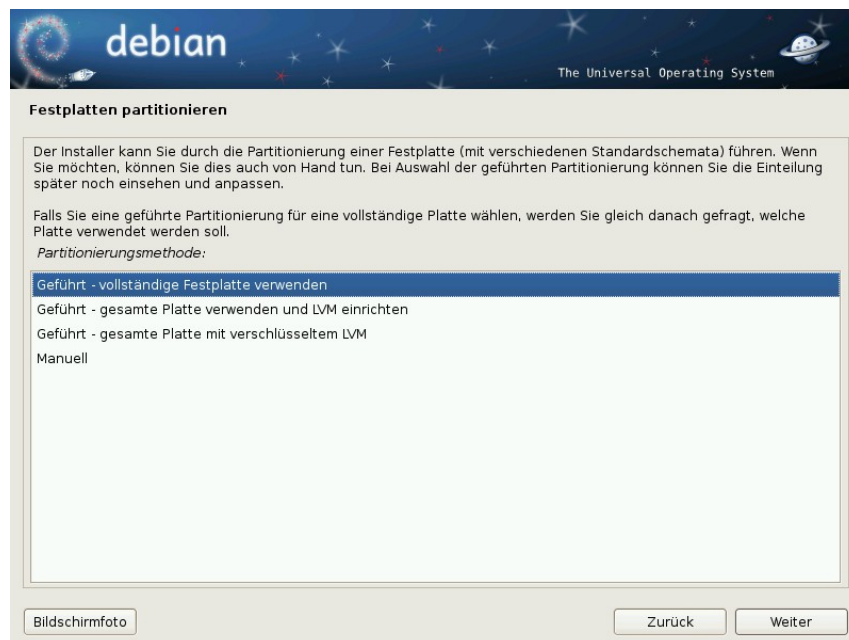 debian
The Universal Operating System
Festplatten partitionieren
Der Installer kann Sie durch die Partitionierung einer Festplatte (mit verschiedenen Standardschemata) führen. Wenn
Sie möchten, können Sie dies auch von Hand tun. Bei Auswahl der geführten Partitionierung können Sie die Einteilung
später noch einsehen und anpassen.
Falls Sie eine geführte Partitionierung für eine vollständige Platte wählen, werden Sie gleich danach gefragt, welche
Platte verwendet werden soll.
Partitionierungsmethode:
Geführt - vollständige Festplatte verwenden
Geführt - gesamte Platte verwenden und LVM einrichten
Geführt - gesamte Platte mit verschlüsseltem LVM
Manuell
Bildschirmfoto
Zurück
Weiter